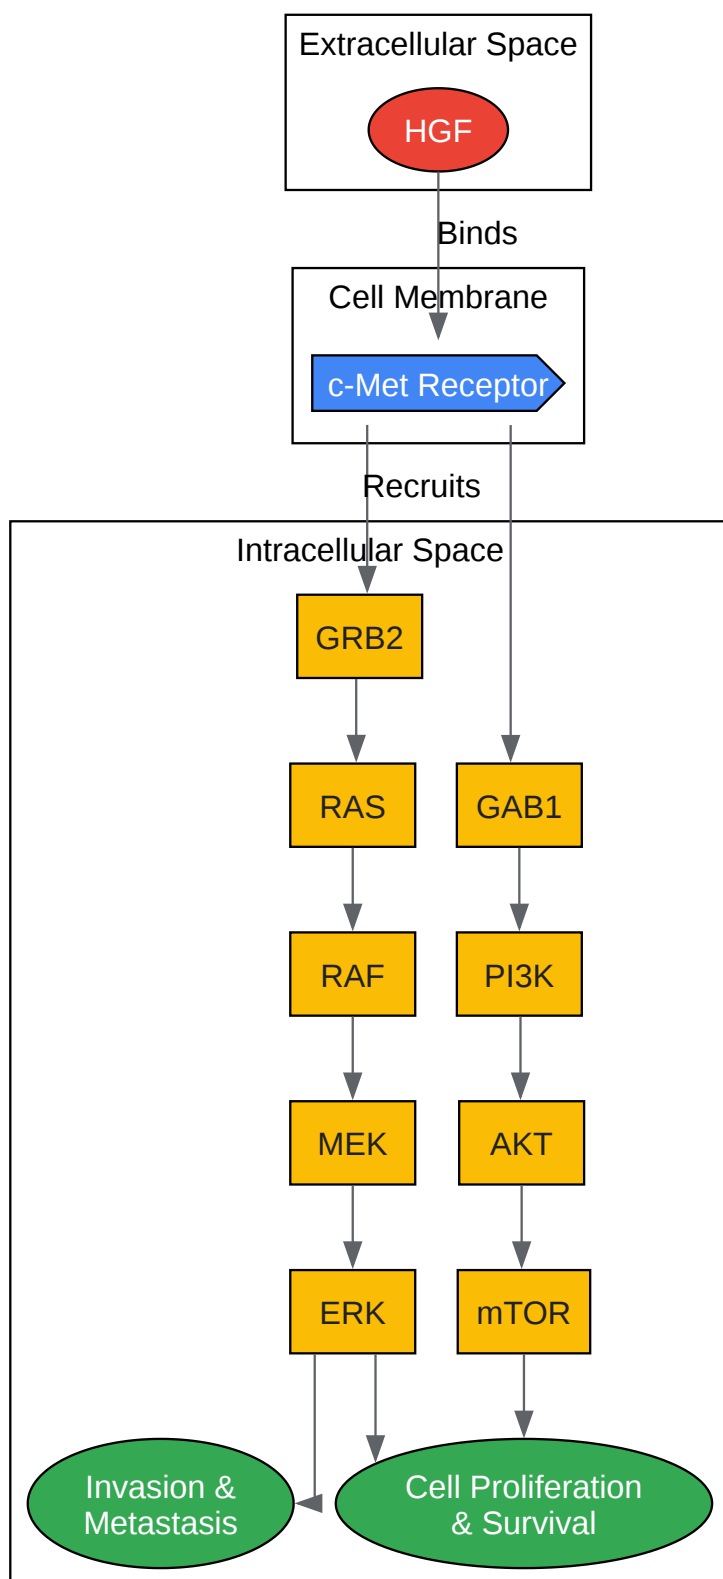 Extracellular Space
HGF
Binds
Cell Membrane
c-Met Receptor
Recruits
Intracellular Space
GRB2
RAS
GAB1
RAF
PI3K
MEK
AKT
ERK
mTOR
Invasion &
Metastasis
Cell Proliferation
& Survival